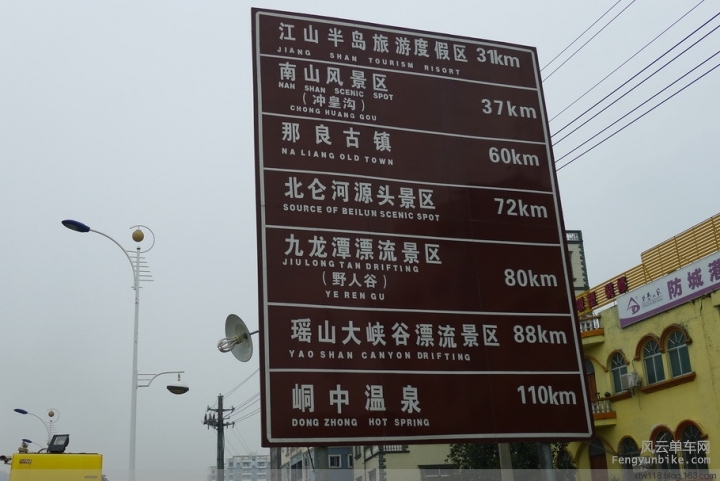 江山半岛旅游度假区 31km
JIANG SHAN TOURISM RISORT
南山风景区
NAN SHAN SCENIC SPOT
（冲皇沟） 37km
CHONG HUANG GOU
那良古镇 60km
NA LIANG OLD TOWN
北仑河源头景区 72km
SOURCE OF BEILUN SCENIC SPOT
九龙潭漂流景区
JIULONG TAN DRIFTING
（野人谷） 80km
YE REN GU
瑶山大峡谷漂流景区 88km
YAO SHAN CANYON DRIFTING
峒中温泉 110km
DONG ZHONG HOT SPRING
防城港
风云单车网
Fengyunbike.com